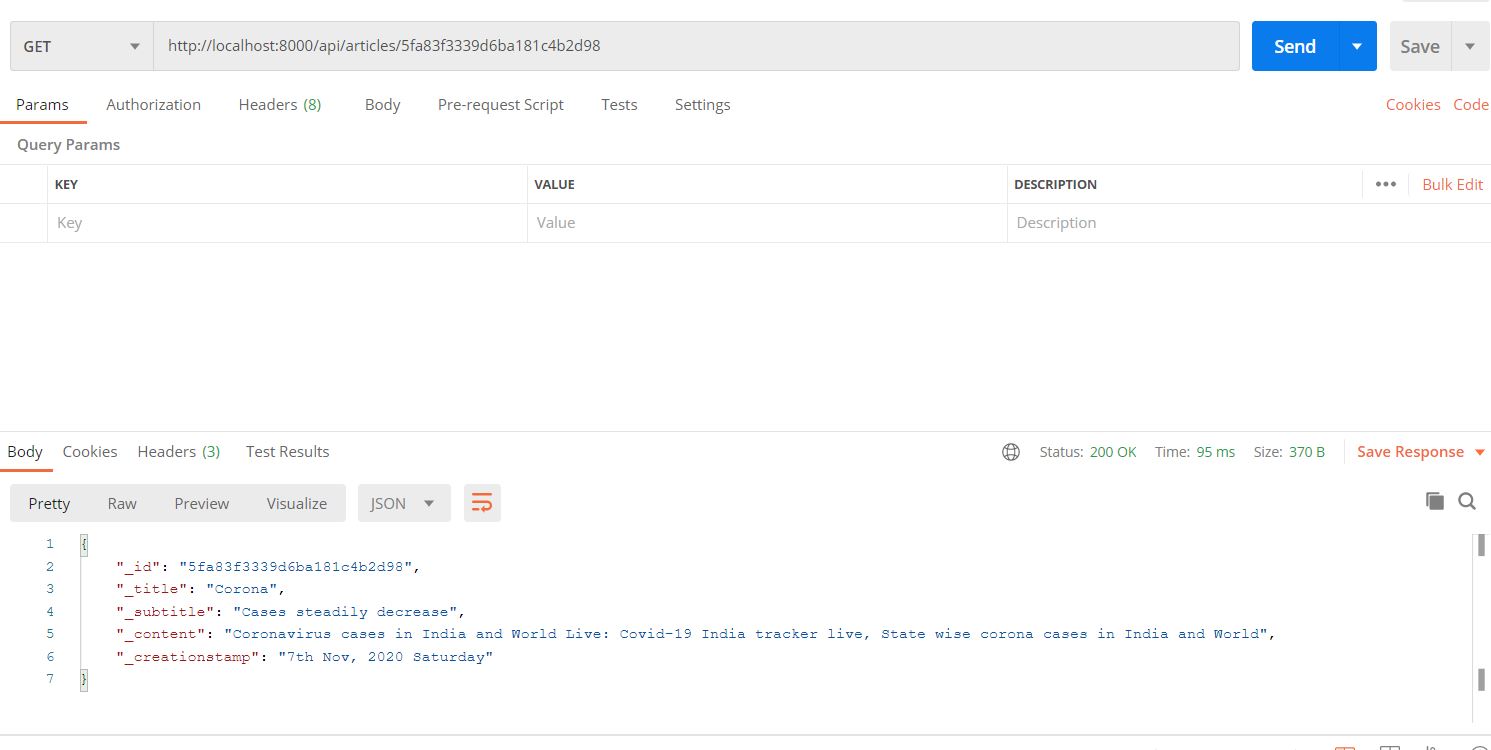 GET http://localhost:8000/api/articles/5fa83f3339d6ba181c4b2d98 Send Save
Params Authorization Headers (8) Body Pre-request Script Tests Settings Cookies Code
Query Params
KEY VALUE DESCRIPTION ••• Bulk Edit
Key Value Description
Body Cookies Headers (3) Test Results Status: 200 OK Time: 95 ms Size: 370 B Save Response
Pretty Raw Preview Visualize JSON
1 {
2 "_id": "5fa83f3339d6ba181c4b2d98",
3 "_title": "Corona",
4 "_subtitle": "Cases steadily decrease",
5 "_content": "Coronavirus cases in India and World Live: Covid-19 India tracker live, State wise corona cases in India and World",
6 "_creationstamp": "7th Nov, 2020 Saturday"
7 }